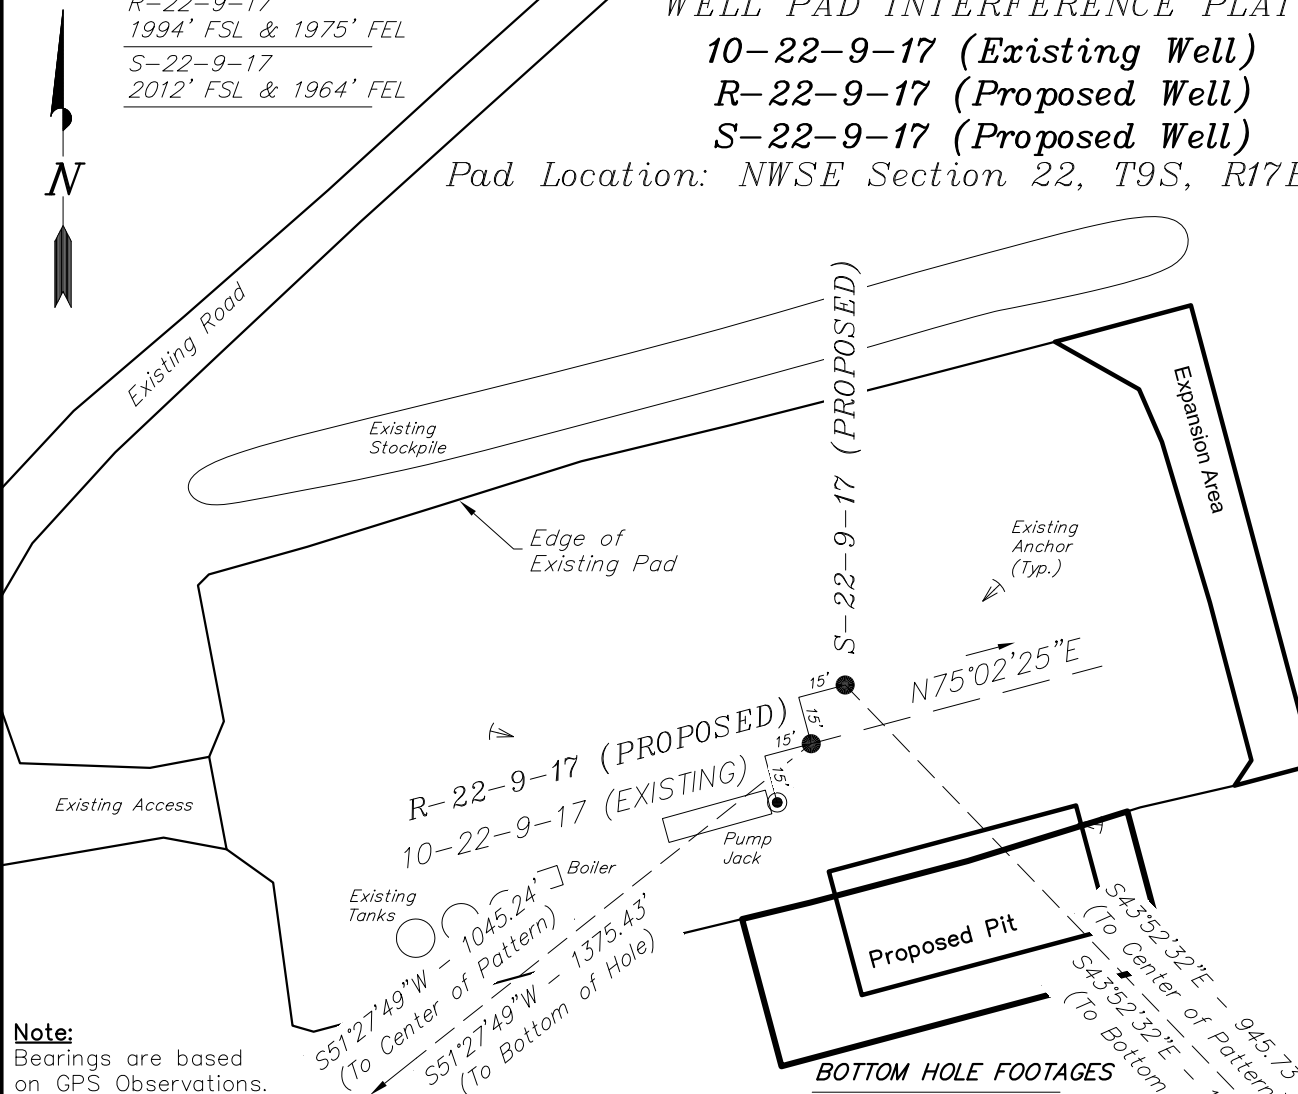 R-22-9-17
1994' FSL & 1975' FEL
S-22-9-17
2012' FSL & 1964' FEL
WELL PAD INTERFERENCE PLAT
10-22-9-17 (Existing Well)
R-22-9-17 (Proposed Well)
S-22-9-17 (Proposed Well)
Pad Location: NWSE Section 22, T9S, R17E
N
Existing Road
Existing
Stockpile
S-22-9-17 (PROPOSED)
Expansion Area
Edge of
Existing Pad
Existing
Anchor
(Typ.)
N75°02'25"E
15'
15'
15'
15'
R-22-9-17 (PROPOSED)
10-22-9-17 (EXISTING)
Existing Access
Pump
Jack
Boiler
Existing
Tanks
Proposed Pit
S51°27'49"W - 1045.24'
(To Center of Pattern)
S51°27'49"W - 1375.43'
(To Bottom of Hole)
S43°52'32"E - 945.73
(To Center of Pattern
S43°52'32"E -
(To Bottom
Note:
Bearings are based
on GPS Observations.
BOTTOM HOLE FOOTAGES